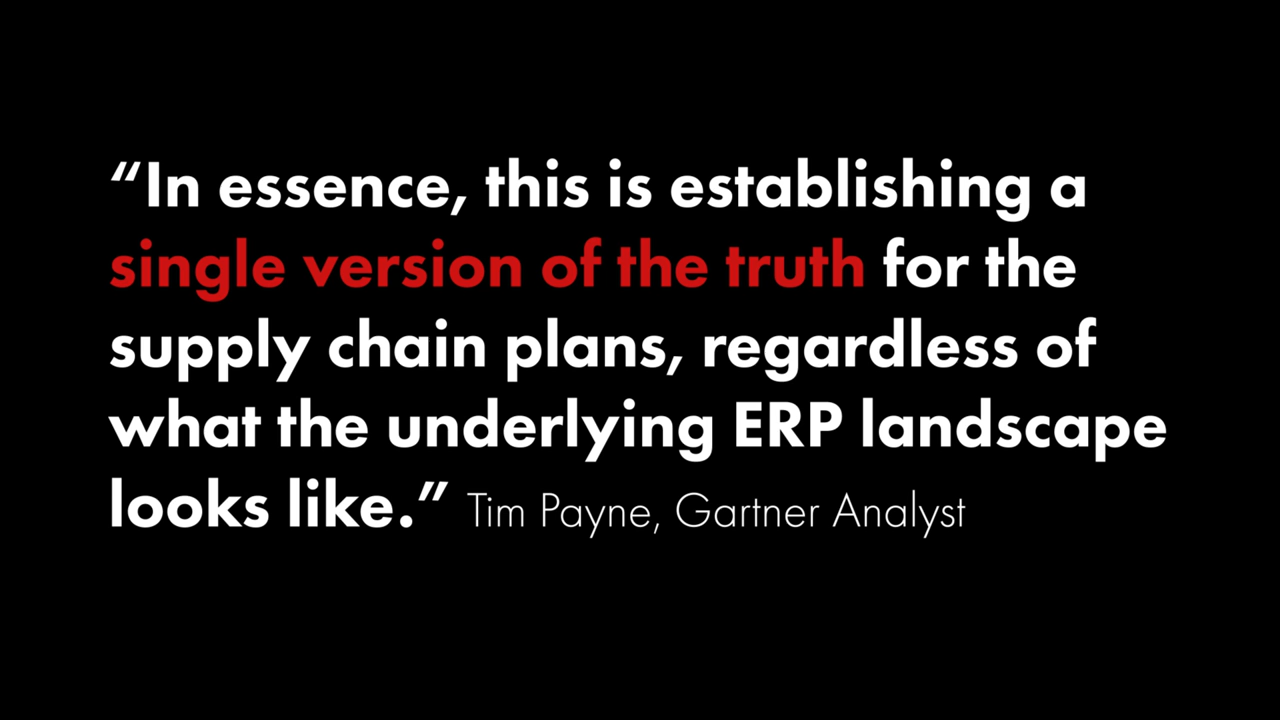 “In essence, this is establishing a
single version of the truth for the
supply chain plans, regardless of
what the underlying ERP landscape
looks like.” Tim Payne, Gartner Analyst